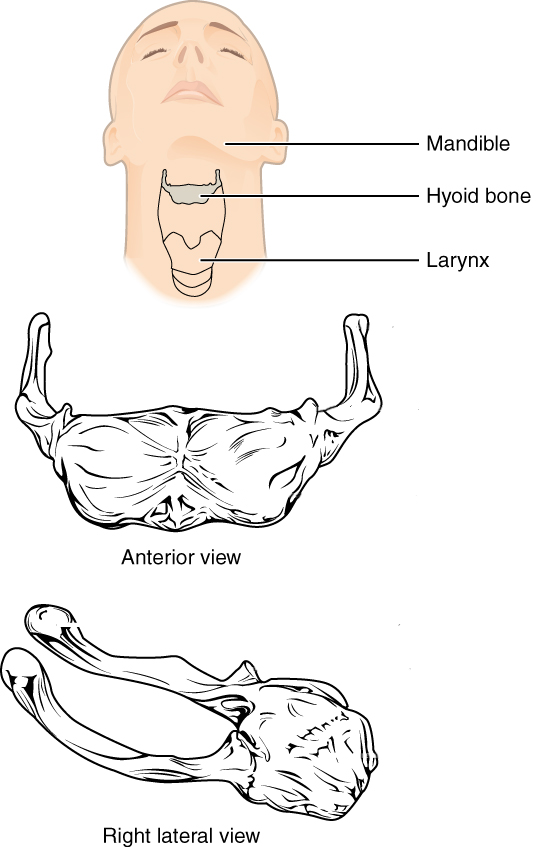 Mandible
Hyoid bone
Larynx
Anterior view
Right lateral view